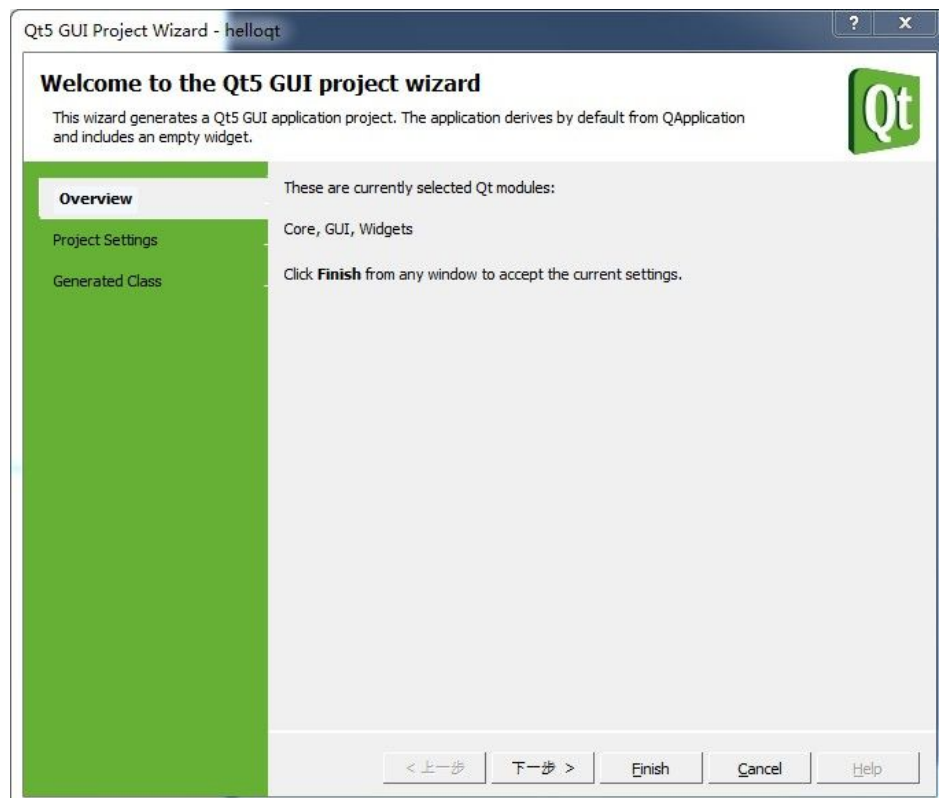 Qt5 GUI Project Wizard - helloqt
? X
Welcome to the Qt5 GUI project wizard
This wizard generates a Qt5 GUI application project. The application derives by default from QApplication
and includes an empty widget.
Qt
Overview
Project Settings
Generated Class
These are currently selected Qt modules:
Core, GUI, Widgets
Click Finish from any window to accept the current settings.
< 上一步 下一步 > Finish Cancel Help